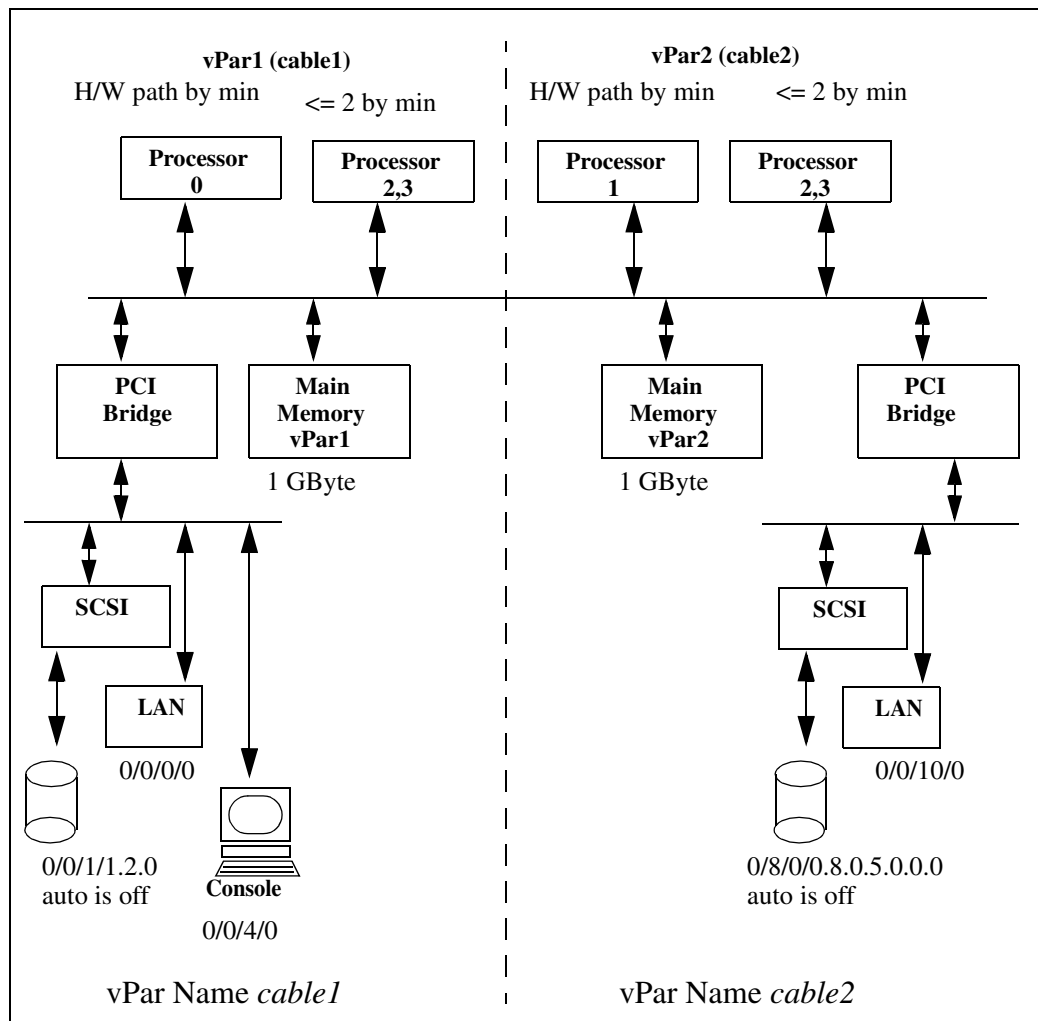 vPar1 (cable1)
H/W path by min
<= 2 by min
Processor
0
Processor
2,3
PCI
Bridge
Main
Memory
vPar1
1 GByte
SCSI
LAN
0/0/0/0
0/0/1/1.2.0
auto is off
Console
0/0/4/0
vPar Name cable1
vPar2 (cable2)
H/W path by min
<= 2 by min
Processor
1
Processor
2,3
Main
Memory
vPar2
1 GByte
PCI
Bridge
SCSI
LAN
0/0/10/0
0/8/0/0.8.0.5.0.0.0
auto is off
vPar Name cable2